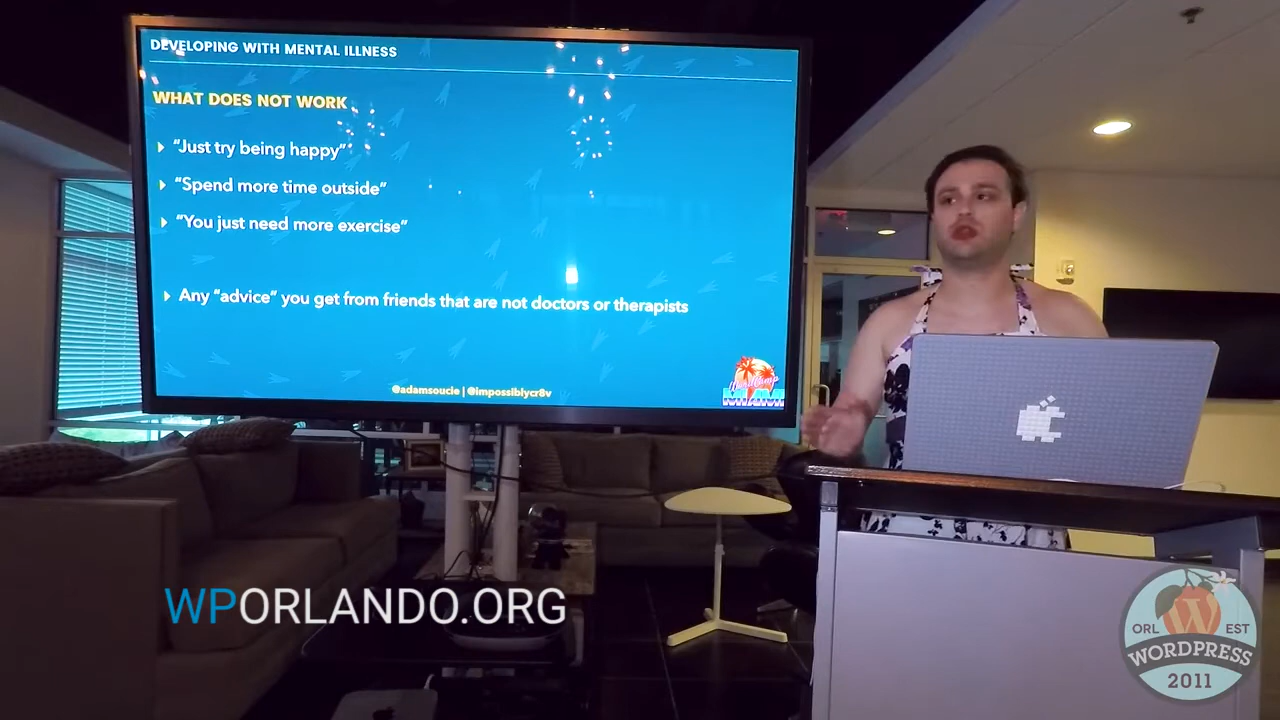 DEVELOPING WITH MENTAL ILLNESS
WHAT DOES NOT WORK
"Just try being happy"
"Spend more time outside"
"You just need more exercise"
Any "advice" you get from friends that are not doctors or therapists
@adamsoucie | @impossiblycr8v
WordCamp
MIAMI
WPORLANDO.ORG
ORL EST
WORDPRESS
2011